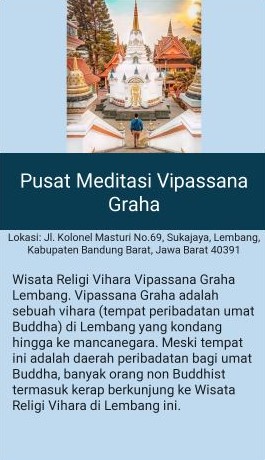 Pusat Meditasi Vipassana
Graha
Lokasi: Jl. Kolonel Masturi No.69, Sukajaya, Lembang,
Kabupaten Bandung Barat, Jawa Barat 40391
Wisata Religi Vihara Vipassana Graha
Lembang. Vipassana Graha adalah
sebuah vihara (tempat peribadatan umat
Buddha) di Lembang yang kondang
hingga ke mancanegara. Meski tempat
ini adalah daerah peribadatan bagi umat
Buddha, banyak orang non Buddhist
termasuk kerap berkunjung ke Wisata
Religi Vihara di Lembang ini.